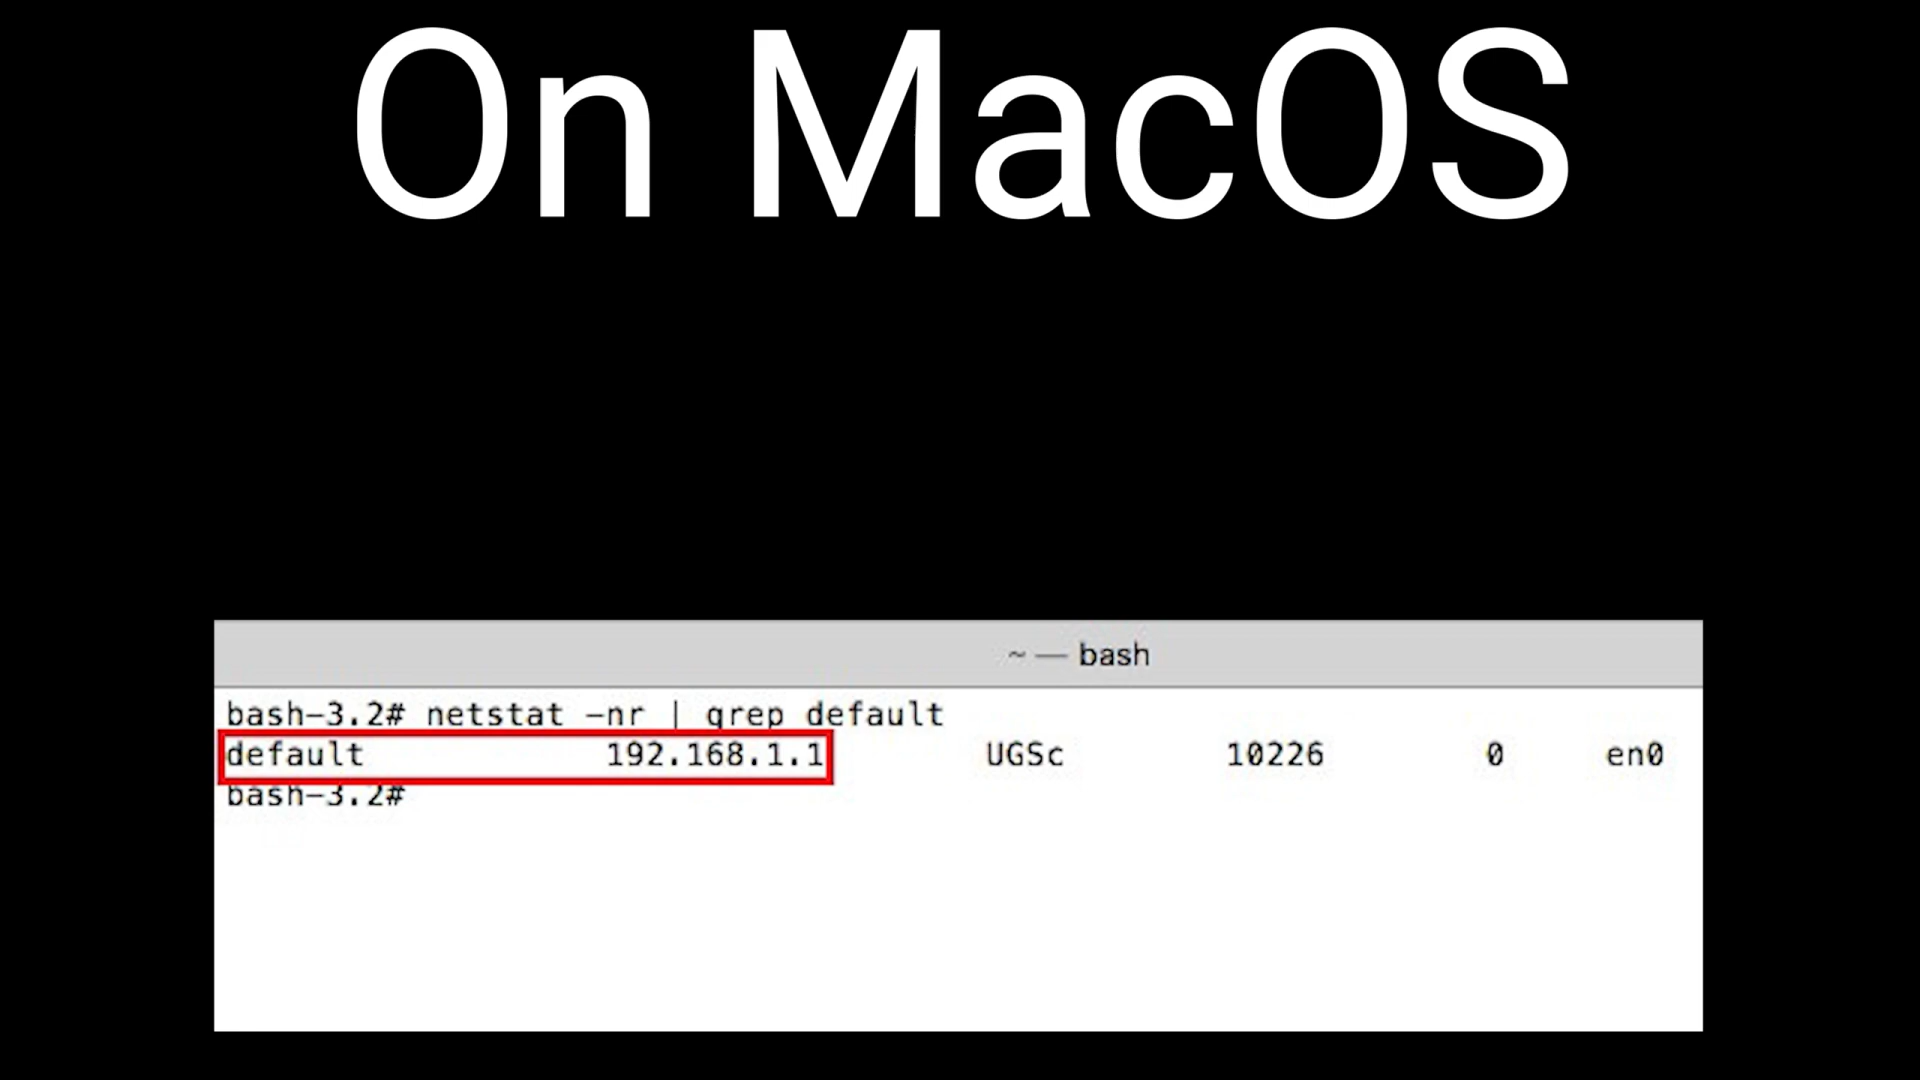 On MacOS
~ — bash
bash-3.2# netstat -nr | grep default
default 192.168.1.1 UGSc 10226 0 en0
bash-3.2#